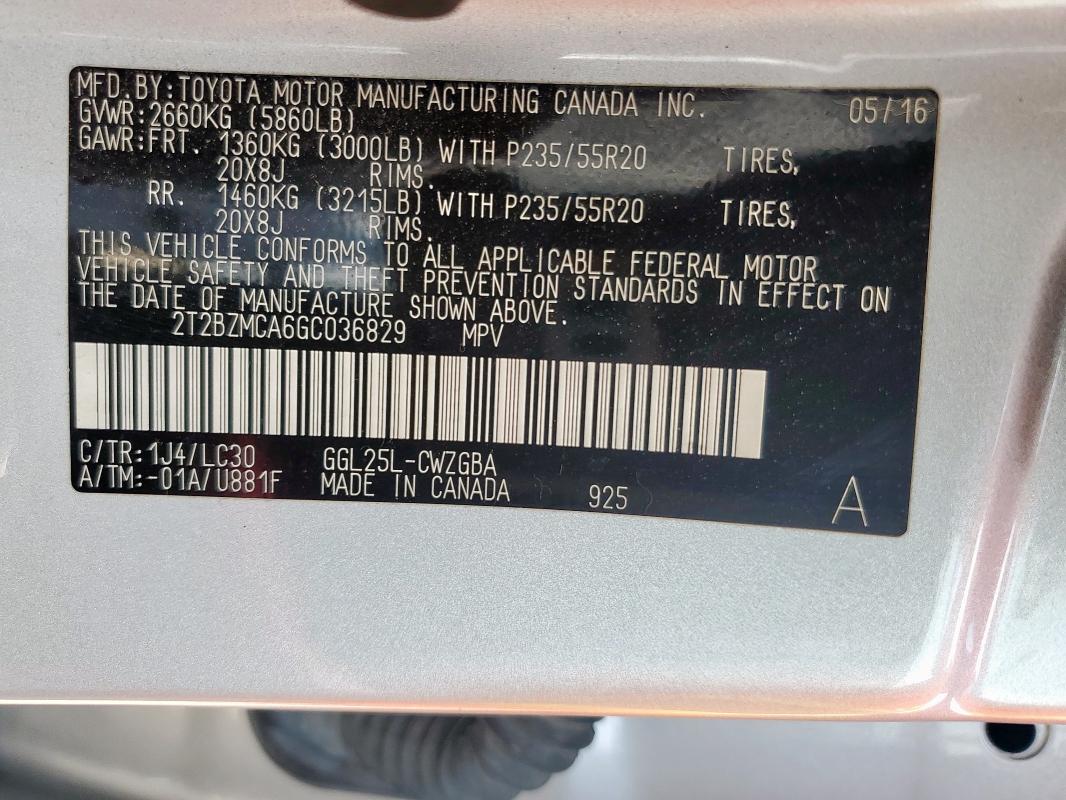 MFD.BY:TOYOTA MOTOR MANUFACTURING CANADA INC. 05/16
GVWR:2660KG (5860LB)
GAWR:FRT. 1360KG (3000LB) WITH P235/55R20 TIRES,
20X8J RIMS.
RR. 1460KG (3215LB) WITH P235/55R20 TIRES,
20X8J RIMS.
THIS VEHICLE CONFORMS TO ALL APPLICABLE FEDERAL MOTOR
VEHICLE SAFETY AND THEFT PREVENTION STANDARDS IN EFFECT ON
THE DATE OF MANUFACTURE SHOWN ABOVE.
2T2BZMCA6GC036829 MPV
C/TR:1J4/LC30 GGL25L-CWZGBA
A/TM:-01A/U881F MADE IN CANADA 925 A